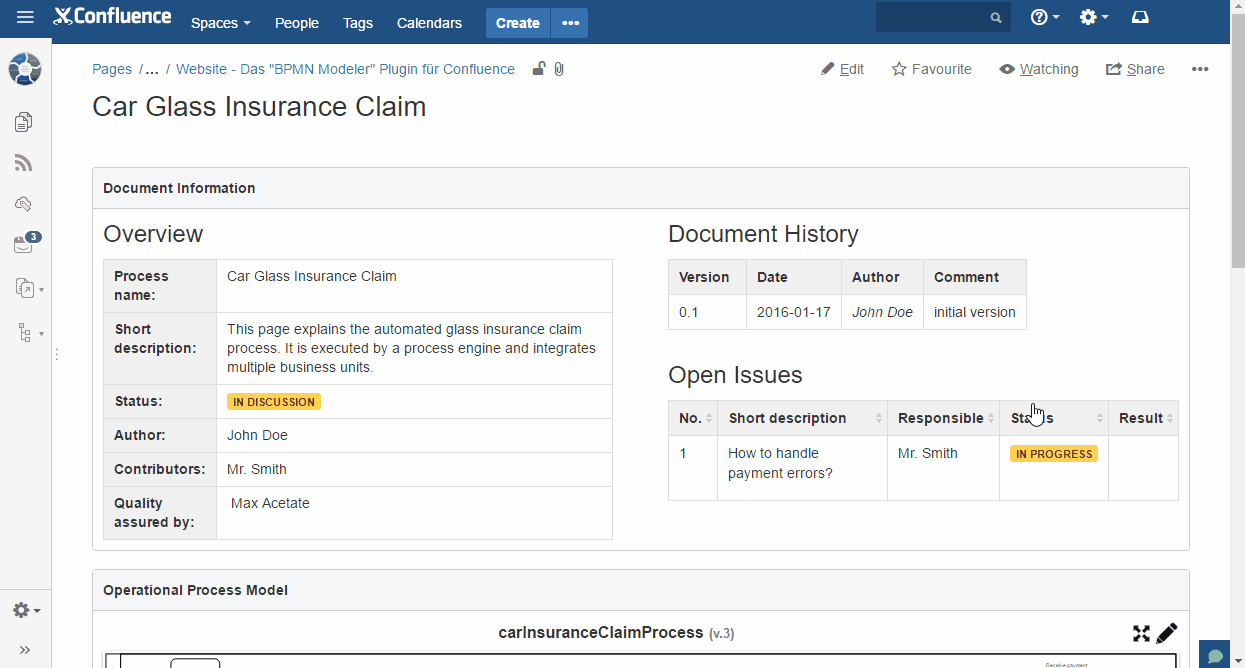 Confluence
Spaces
People
Tags
Calendars
Create
Pages / ... / Website - Das "BPMN Modeler" Plugin für Confluence
Edit
Favourite
Watching
Share
Car Glass Insurance Claim
3
Document Information
Overview
Process name:
Car Glass Insurance Claim
Short description:
This page explains the automated glass insurance claim
process. It is executed by a process engine and integrates
multiple business units.
Status:
IN DISCUSSION
Author:
John Doe
Contributors:
Mr. Smith
Quality assured by:
Max Acetate
Document History
Version Date Author Comment
0.1 2016-01-17 John Doe initial version
Open Issues
No. Short description Responsible Status Result
1 How to handle
payment errors?
Mr. Smith
IN PROGRESS
Operational Process Model
carInsuranceClaimProcess (v.3)
Receive payment